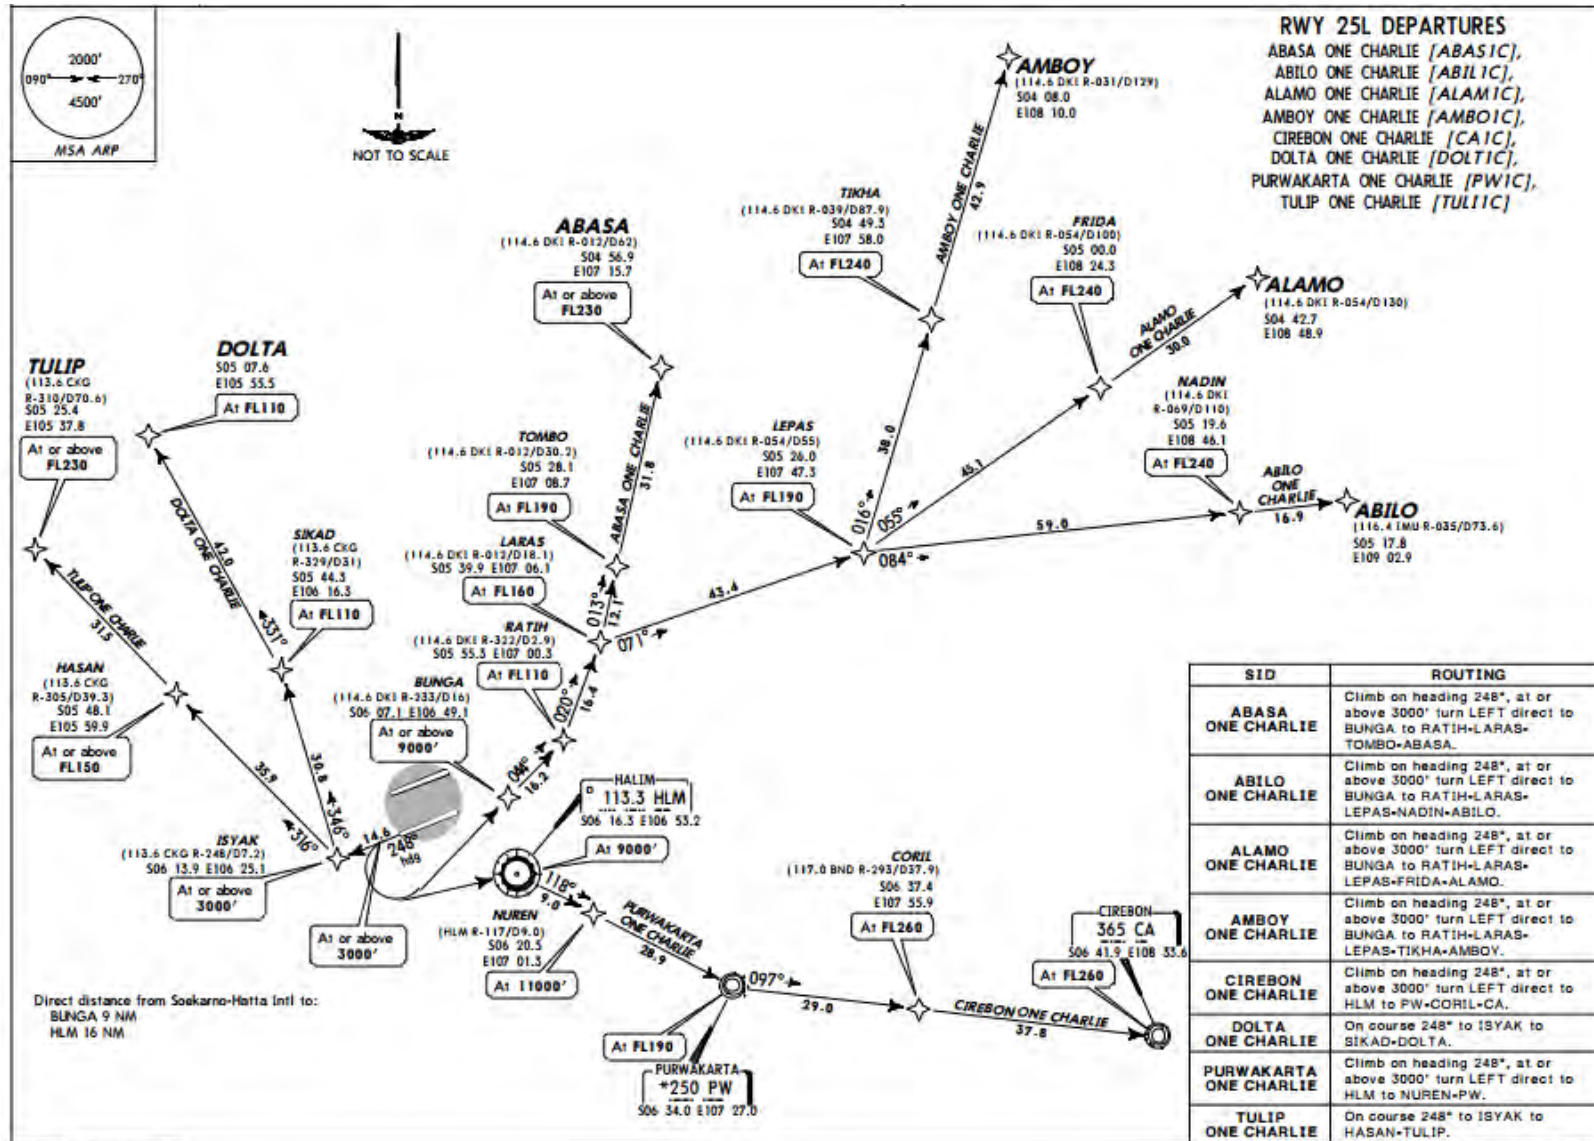 RWY 25L DEPARTURES
ABASA ONE CHARLIE [ABAS1C],
ABILO ONE CHARLIE [ABIL1C],
ALAMO ONE CHARLIE [ALAM1C],
AMBOY ONE CHARLIE [AMBO1C],
CIREBON ONE CHARLIE [CA1C],
DOLTA ONE CHARLIE [DOLT1C],
PURWAKARTA ONE CHARLIE [PW1C],
TULIP ONE CHARLIE [TULI1C]
2000'
090° 270°
4500'
MSA ARP
N
NOT TO SCALE
AMBOY
(114.6 DKI R-031/D129)
S04 08.0
E108 10.0
AMBOY ONE CHARLIE
42.9
TIKHA
(114.6 DKI R-039/D87.9)
S04 49.3
E107 58.0
At FL240
FRIDA
(114.6 DKI R-054/D100)
S05 00.0
E108 24.3
At FL240
ABASA
(114.6 DKI R-012/D62)
S04 56.9
E107 15.7
At or above
FL230
ALAMO
(114.6 DKI R-054/D130)
S04 42.7
E108 48.9
ALAMO
ONE CHARLIE
30.0
TULIP
(113.6 CKG
R-310/D70.6)
S05 25.4
E105 37.8
At or above
FL230
DOLTA
S05 07.6
E105 55.5
At FL110
NADIN
(114.6 DKI
R-069/D110)
S05 19.6
E108 46.1
At FL240
TOMBO
(114.6 DKI R-012/D30.2)
S05 28.1
E107 08.7
At FL190
ABASA ONE CHARLIE
31.8
LEPAS
(114.6 DKI R-054/D55)
S05 26.0
E107 47.3
At FL190
38.0
45.1
016°
055°
084°
59.0
ABILO
ONE
CHARLIE
16.9
ABILO
(116.4 IMU R-035/D73.6)
S05 17.8
E109 02.9
DOLTA ONE CHARLIE
42.0
SIKAD
(113.6 CKG
R-329/D31)
S05 44.3
E106 16.3
At FL110
331°
LARAS
(114.6 DKI R-012/D18.1)
S05 39.9 E107 06.1
At FL160
013°
12.1
43.4
071°
TULIP ONE CHARLIE
31.5
HASAN
(113.6 CKG
R-305/D39.3)
S05 48.1
E105 59.9
At or above
FL150
RATIH
(114.6 DKI R-322/D2.9)
S05 55.3 E107 00.3
At FL110
020°
16.4
BUNGA
(114.6 DKI R-233/D16)
S06 07.1 E106 49.1
At or above
9000'
044°
16.2
35.9
30.8
316°
346°
14.6
248°
hdg
HALIM
D 113.3 HLM
S06 16.3 E106 53.2
At 9000'
ISYAK
(113.6 CKG R-248/D7.2)
S06 13.9 E106 25.1
At or above
3000'
At or above
3000'
118°
9.0
NUREN
(HLM R-117/D9.0)
S06 20.5
E107 01.3
At 11000'
PURWAKARTA
ONE CHARLIE
28.9
CORIL
(117.0 BND R-293/D37.9)
S06 37.4
E107 55.9
At FL260
CIREBON
365 CA
S06 41.9 E108 33.6
At FL260
097°
29.0
CIREBON ONE CHARLIE
37.8
At FL190
PURWAKARTA
*250 PW
S06 34.0 E107 27.0
Direct distance from Soekarno-Hatta Intl to:
BUNGA 9 NM
HLM 16 NM
SID ROUTING
ABASA
ONE CHARLIE
Climb on heading 248°, at or
above 3000' turn LEFT direct to
BUNGA to RATIH-LARAS-
TOMBO-ABASA.
ABILO
ONE CHARLIE
Climb on heading 248°, at or
above 3000' turn LEFT direct to
BUNGA to RATIH-LARAS-
LEPAS-NADIN-ABILO.
ALAMO
ONE CHARLIE
Climb on heading 248°, at or
above 3000' turn LEFT direct to
BUNGA to RATIH-LARAS-
LEPAS-FRIDA-ALAMO.
AMBOY
ONE CHARLIE
Climb on heading 248°, at or
above 3000' turn LEFT direct to
BUNGA to RATIH-LARAS-
LEPAS-TIKHA-AMBOY.
CIREBON
ONE CHARLIE
Climb on heading 248°, at or
above 3000' turn LEFT direct to
HLM to PW-CORIL-CA.
DOLTA
ONE CHARLIE
On course 248° to ISYAK to
SIKAD-DOLTA.
PURWAKARTA
ONE CHARLIE
Climb on heading 248°, at or
above 3000' turn LEFT direct to
HLM to NUREN-PW.
TULIP
ONE CHARLIE
On course 248° to ISYAK to
HASAN-TULIP.